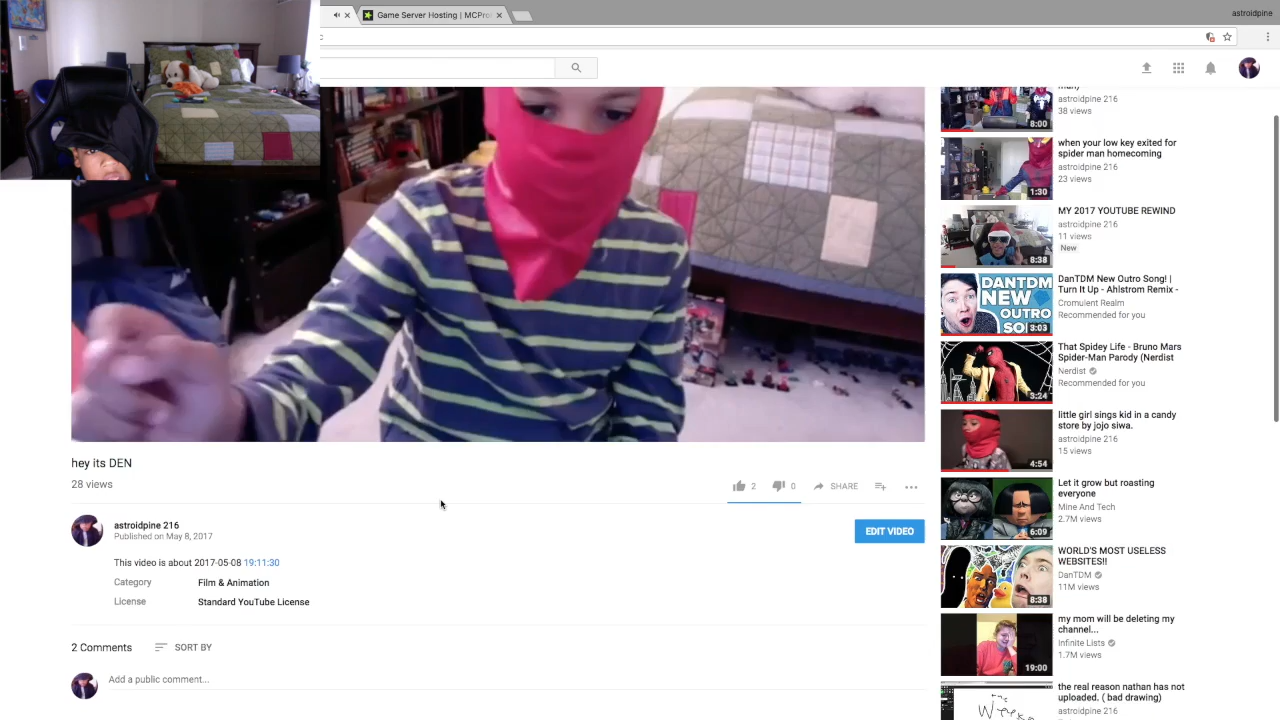 Game Server Hosting | MCPro
astroidpine
astroidpine 216
38 views
8:00
when your low key exited for
spider man homecoming
astroidpine 216
23 views
1:30
MY 2017 YOUTUBE REWIND
astroidpine 216
11 views
New
8:38
DANTDM
NEW
OUTRO
SO
3:03
DanTDM New Outro Song! |
Turn It Up - Ahlstrom Remix -
Cromulent Realm
Recommended for you
That Spidey Life - Bruno Mars
Spider-Man Parody (Nerdist
Nerdist
Recommended for you
3:24
little girl sings kid in a candy
store by jojo siwa.
astroidpine 216
15 views
4:54
Let it grow but roasting
everyone
Mine And Tech
2.7M views
6:09
WORLD'S MOST USELESS
WEBSITES!!
DanTDM
11M views
8:38
my mom will be deleting my
channel...
Infinite Lists
1.7M views
19:00
the real reason nathan has not
uploaded. ( bad drawing)
astroidpine 216
hey its DEN
28 views
2
0
SHARE
astroidpine 216
Published on May 8, 2017
EDIT VIDEO
This video is about 2017-05-08 19:11:30
Category Film & Animation
License Standard YouTube License
2 Comments SORT BY
Add a public comment...